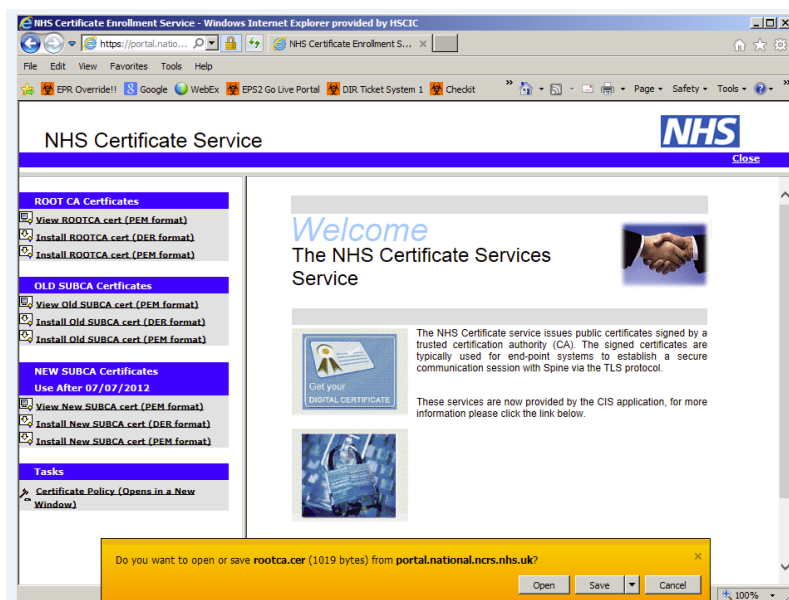 NHS Certificate Enrollment Service - Windows Internet Explorer provided by HSCIC
https://portal.natio...
NHS Certificate Enrolment S...
File Edit View Favorites Tools Help
EPR Override!! Google WebEx EPS2 Go Live Portal DIR Ticket System 1 Checkit » Page Safety Tools »
NHS Certificate Service
NHS
Close
ROOT CA Certficates
View ROOTCA cert (PEM format)
Install ROOTCA cert (DER format)
Install ROOTCA cert (PEM format)
OLD SUBCA Certficates
View Old SUBCA cert (PEM format)
Install Old SUBCA cert (DER format)
Install Old SUBCA cert (PEM format)
NEW SUBCA Certificates
Use After 07/07/2012
View New SUBCA cert (PEM format)
Install New SUBCA cert (DER format)
Install New SUBCA cert (PEM format)
Tasks
Certificate Policy (Opens in a New
Window)
Welcome
The NHS Certificate Services
Service
Get your
DIGITAL CERTIFICATE
The NHS Certificate service issues public certificates signed by a
trusted certification authority (CA). The signed certificates are
typically used for end-point systems to establish a secure
communication session with Spine via the TLS protocol.
These services are now provided by the CIS application, for more
information please click the link below.
Do you want to open or save rootca.cer (1019 bytes) from portal.national.ncrs.nhs.uk?
Open Save Cancel
100%